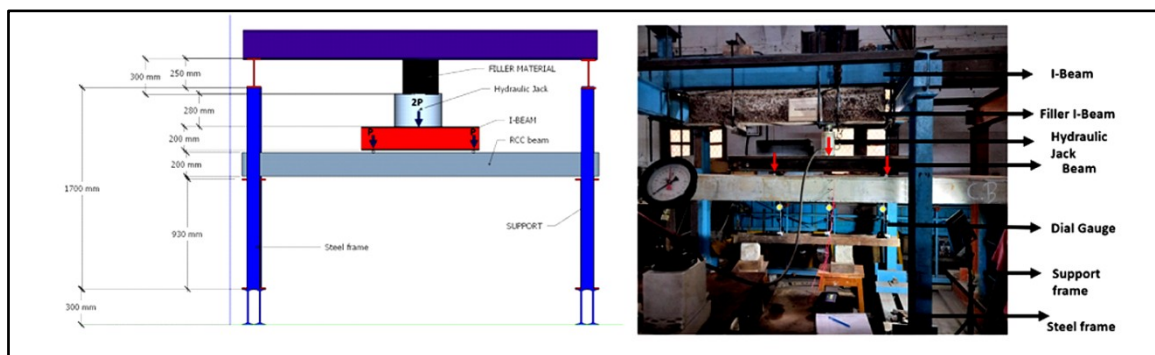 300 mm
250 mm
280 mm
200 mm
200 mm
1700 mm
930 mm
300 mm
FILLER MATERIAL
Hydraulic Jack
2P
I-BEAM
P
P
RCC beam
SUPPORT
Steel frame
C.B
I-Beam
Filler I-Beam
Hydraulic
Jack
Beam
Dial Gauge
Support
frame
Steel frame